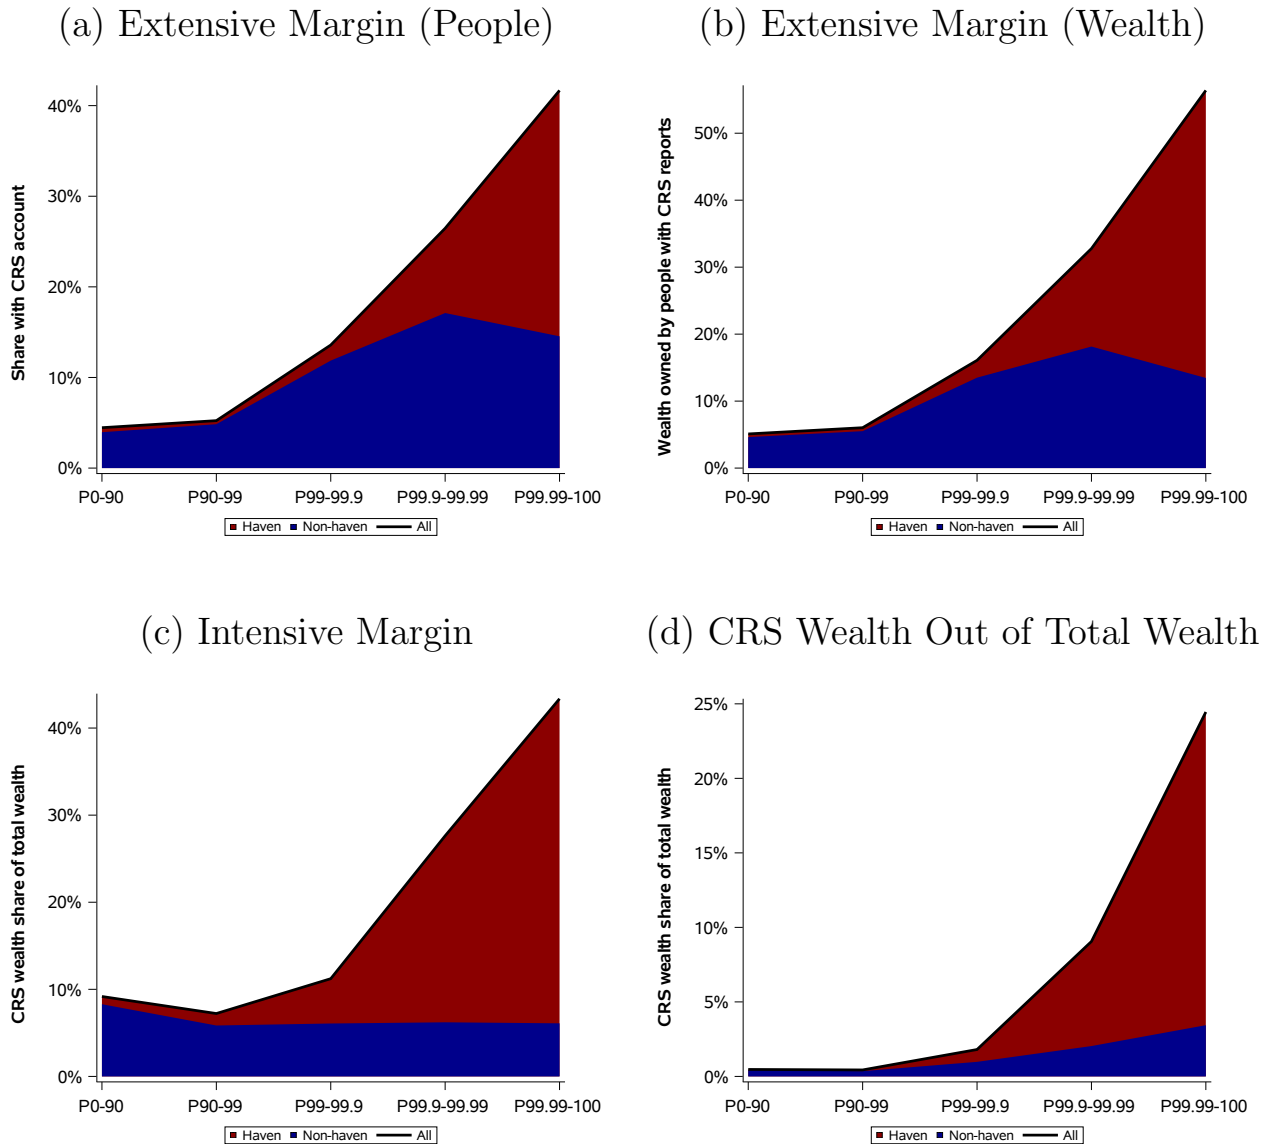 (a) Extensive Margin (People)
Share with CRS account
40%
30%
20%
10%
0%
P0-90 P90-99 P99-99.9 P99.9-99.99 P99.99-100
Haven Non-haven All
(b) Extensive Margin (Wealth)
Wealth owned by people with CRS reports
50%
40%
30%
20%
10%
0%
P0-90 P90-99 P99-99.9 P99.9-99.99 P99.99-100
Haven Non-haven All
(c) Intensive Margin
CRS wealth share of total wealth
40%
30%
20%
10%
0%
P0-90 P90-99 P99-99.9 P99.9-99.99 P99.99-100
Haven Non-haven All
(d) CRS Wealth Out of Total Wealth
CRS wealth share of total wealth
25%
20%
15%
10%
5%
0%
P0-90 P90-99 P99-99.9 P99.9-99.99 P99.99-100
Haven Non-haven All